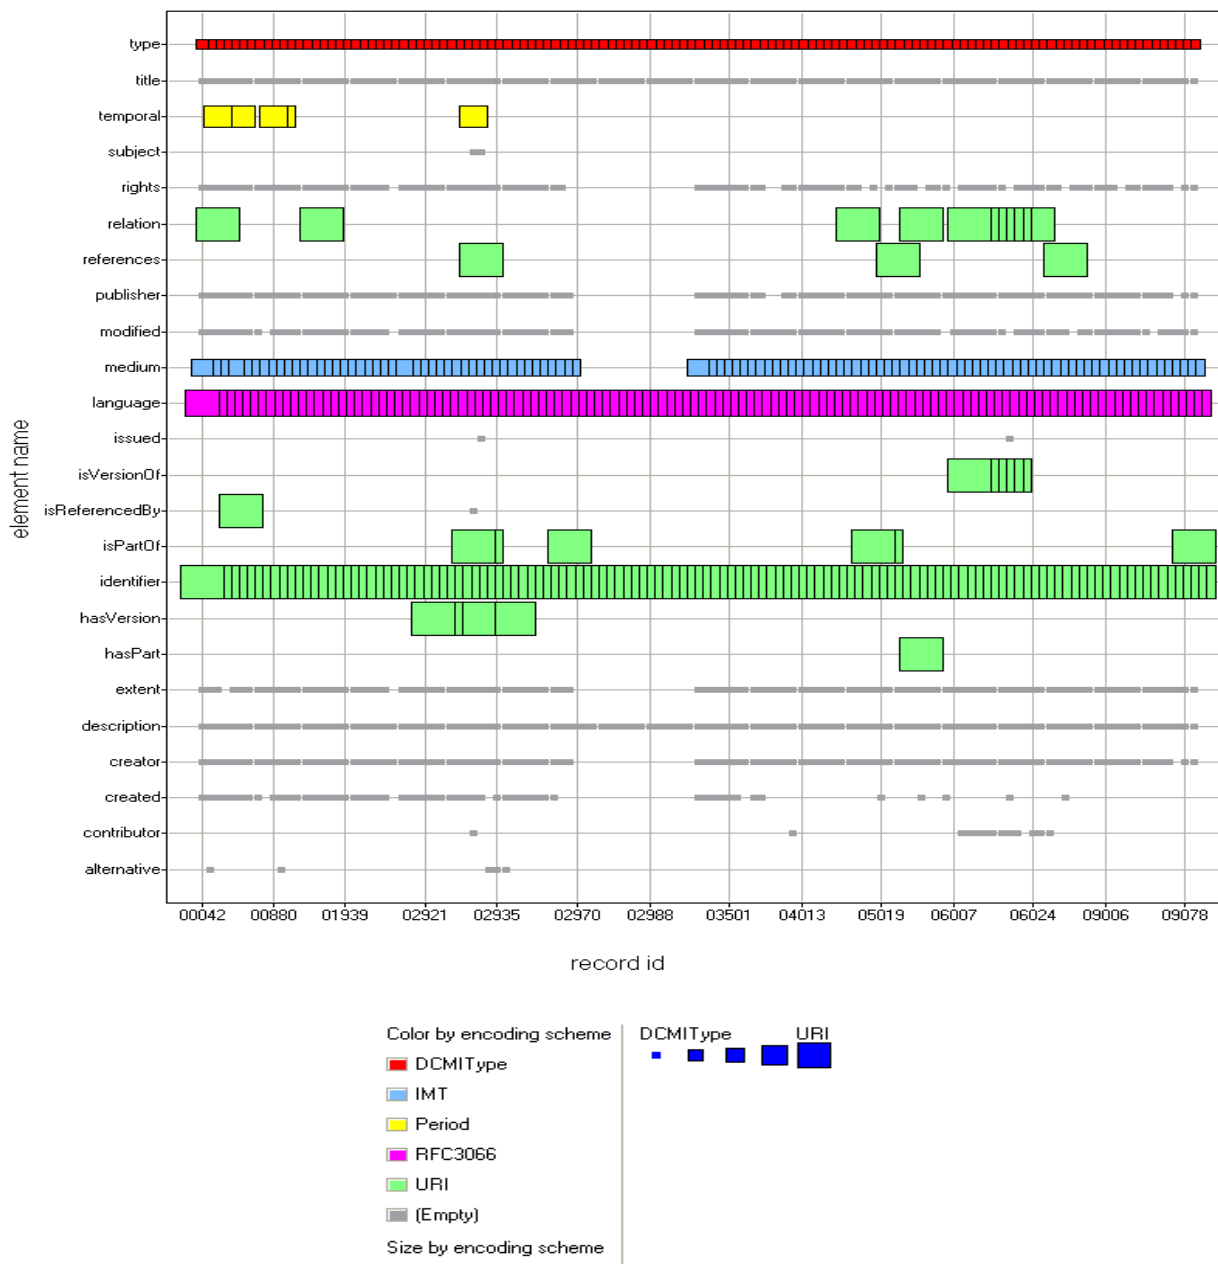 type
title
temporal
subject
rights
relation
references
publisher
modified
medium
language
issued
isVersionOf
isReferencedBy
isPartOf
identifier
hasVersion
hasPart
extent
description
creator
created
contributor
alternative
element name
00042 00880 01939 02921 02935 02970 02988 03501 04013 05019 06007 06024 09006 09078
record id
Color by encoding scheme
DCMIType
IMT
Period
RFC3066
URI
(Empty)
Size by encoding scheme
DCMIType URI